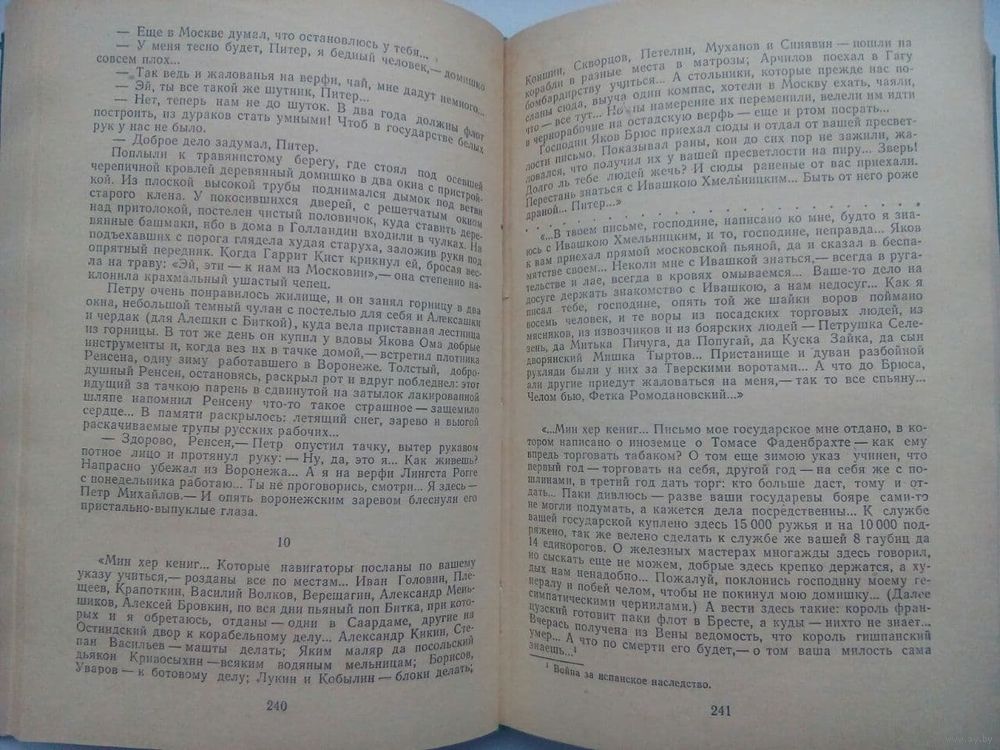 — Еще в Москве думал, что остановлюсь у тебя...
— У меня тесно будет, Питер, я бедный человек,— домишко
совсем плох...
— Так ведь и жалованья на верфи, чай, мне дадут немного...
— Эй, ты все такой же шутник, Питер...
— Нет, теперь нам не до шуток. В два года должны флот
построить, из дураков стать умными! Чтоб в государстве белых
рук у нас не было.
— Доброе дело задумал, Питер.
Поплыли к травянистому берегу, где стоял под осевшей
черепичной кровлей деревянный домишко в два окна с пристрой-
кой. Из плоской высокой трубы поднимался дымок под ветви
старого клена. У покосившихся дверей, с решетчатым окном
над притолокой, постелен чистый половичок, куда ставить дере-
вянные башмаки, ибо в дома в Голландии входили в чулках. На
подъехавших с порога глядела худая старуха, заложив руки под
опрятный передник. Когда Гаррит Кист крикнул ей, бросая вес-
ла на траву: «Эй, эти — к нам из Московии»,— она степенно на-
клонила крахмальный ушастый чепец.
Петру очень понравилось жилище, и он занял горницу в два
окна, небольшой темный чулан с постелью для себя и Алексашки
и чердак (для Алешки с Биткой), куда вела приставная лестница
из горницы. В тот же день он купил у вдовы Якова Ома добрые
инструменты и, когда вез их в тачке домой,— встретил плотника
Ренсена, одну зиму работавшего в Воронеже. Толстый, добро-
душный Ренсен, остановясь, раскрыл рот и вдруг побледнел: этот
идущий за тачкою парень в сдвинутой на затылок лакированной
шляпе напомнил Ренсену что-то такое страшное — защемило
сердце... В памяти раскрылось: летящий снег, зарево и вьюгой
раскачиваемые трупы русских рабочих...
— Здорово, Ренсен,— Петр опустил тачку, вытер рукавом
потное лицо и протянул руку: — Ну, да, это я... Как живешь?
Напрасно убежал из Воронежа... А я на верфи Лингста Рогге
с понедельника работаю... Ты не проговорись, смотри... Я здесь —
Петр Михайлов.— И опять воронежским заревом блеснули его
пристально-выпуклые глаза.
10
«Мин хер кениг... Которые навигаторы посланы по вашему
указу учиться,— розданы все по местам... Иван Головин, Пле-
щеев, Крапоткин, Василий Волков, Верещагин, Александр Мень-
шиков, Алексей Бровкин, по вся дни пьяный поп Битка, при кото-
рых и я обретаюсь, отданы — одни в Саардаме, другие на
Остиндский двор к корабельному делу... Александр Кикин, Сте-
пан Васильев — машты делать; Яким маляр да посольский
дьякон Кривосыхин — всяким водяным мельницам; Борисов,
Уваров — к ботовому делу; Лукин и Кобылин — блоки делать;
240
Коншин, Скворцов, Петелин, Муханов и Синявин — пошли на
корабли в разные места в матрозы; Арчилов поехал в Гагу
бомбардирству учиться... А стольники, которые прежде нас по-
сланы сюда, выуча один компас, хотели в Москву ехать, чаяли,
что — все тут... Но мы намерение их переменили, велели им идти
в чернорабочие на остадскую верфь — еще и ртом посрать...
Господин Яков Брюс приехал сюды и отдал от вашей пресвет-
лости письмо. Показывал раны, кои до сих пор не зажили, жа-
ловался, что получил их у вашей пресветлости на пиру... Зверь!
Долго ль тебе людей жечь? И сюды раненые от вас приехали.
Перестань знаться с Ивашкою Хмельницким... Быть от него роже
драной... Питер...»
. . . . . . . . . . . . . . . . . . . . . . . . . . . .
«...В твоем письме, господине, написано ко мне, будто я зна-
юсь с Ивашкою Хмельницким, и то, господине, неправда... Яков
к вам приехал прямой московской пьяной, да и сказал в беспа-
мятстве своем... Неколи мне с Ивашкой знаться,— всегда в руга-
тельстве и лае, всегда в кровях омываемся... Ваше-то дело на
досуге держать знакомство с Ивашкою, а нам недосуг... Как я
писал тебе, господине, опять той же шайки воров поймано
восемь человек, и те воры из посадских торговых людей, из
мясников, из извозчиков и из боярских людей — Петрушка Селе-
зень, да Митька Пичуга, да Попугай, да Куска Зайка, да сын
дворянский Мишка Тыртов... Пристанище и дуван разбойной
рухляди были у них за Тверскими воротами... А что до Брюса,
али другие приедут жаловаться на меня,— так то все спьяну...
Челом бью, Фетка Ромодановский...»
«...Мин хер кениг... Письмо мое государское мне отдано, в ко-
тором написано о иноземце о Томасе Фаденбрахте — как ему
впредь торговать табаком? О том еще зимою указ учинен, что
первый год — торговать на себя, другой год — на себя же с по-
шлинами, в третий год дать торг: кто больше даст, тому и от-
дать... Паки дивлюсь — разве ваши государевы бояре сами-то
не могли подумать, а кажется дела посредственны... К службе
вашей государской куплено здесь 15 000 ружья и на 10 000 под-
ряжено, так же велено сделать к службе же вашей 8 гаубиц да
14 единорогов. О железных мастерах многажды здесь говорил,
но сыскать еще не можем, добрые здесь крепко держатся, а ху-
дых нам ненадобно... Пожалуй, поклонись господину моему ге-
нералу и побей челом, чтобы не покинул мою домишку... (Далее
симпатическими чернилами.) А вести здесь такие: король фран-
цузский готовит паки флот в Бресте, а куды — нихто не знает...
Вчерась получена из Вены ведомость, что король гишпанский
умер... А что по смерти его будет,— о том ваша милость сама
знаешь...»¹
¹ Война за испанское наследство.
241
www.ay.by